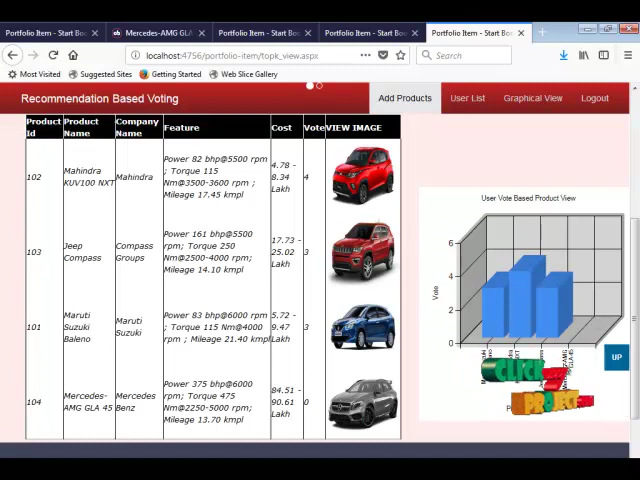 Portfolio Item - Start Boo
Mercedes-AMG GLA
Portfolio Item - Start Boo
Portfolio Item - Start Boo
Portfolio Item - Start Boo
localhost:4756/portfolio-item/topk_view.aspx
Search
Most Visited
Suggested Sites
Getting Started
Web Slice Gallery
Recommendation Based Voting
Add Products
User List
Graphical View
Logout
Product Id
Product Name
Company Name
Feature
Cost
Vote
VIEW IMAGE
102
Mahindra
KUV100 NXT
Mahindra
Power 82 bhp@5500 rpm
; Torque 115
Nm@3500-3600 rpm ;
Mileage 17.45 kmpl
4.78 -
8.34
Lakh
4
103
Jeep
Compass
Compass
Groups
Power 161 bhp@5500
rpm; Torque 250
Nm@2500-4000 rpm;
Mileage 14.10 kmpl
17.73 -
25.02
Lakh
3
101
Maruti
Suzuki
Baleno
Maruti
Suzuki
Power 83 bhp@6000 rpm
; Torque 115 Nm@4000
rpm ; Mileage 21.40 kmpl
5.72 -
9.47
Lakh
3
104
Mercedes-
AMG GLA 45
Mercedes
Benz
Power 375 bhp@6000
rpm; Torque 475
Nm@2250-5000 rpm;
Mileage 13.70 kmpl
84.51 -
90.61
Lakh
0
User Vote Based Product View
Vote
6
4
2
0
UP
CLICK
PROJECT